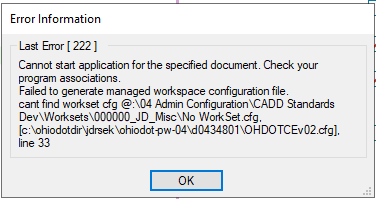 Error Information
Last Error [ 222 ]
Cannot start application for the specified document. Check your
program associations.
Failed to generate managed workspace configuration file.
cant find workset cfg @:\04 Admin Configuration\CADD Standards
Dev\Worksets\000000_JD_Misc\No WorkSet.cfg,
[c:\ohiodotdir\jdrsek\ohiodot-pw-04\d0434801\OHDOTCEv02.cfg],
line 33
OK